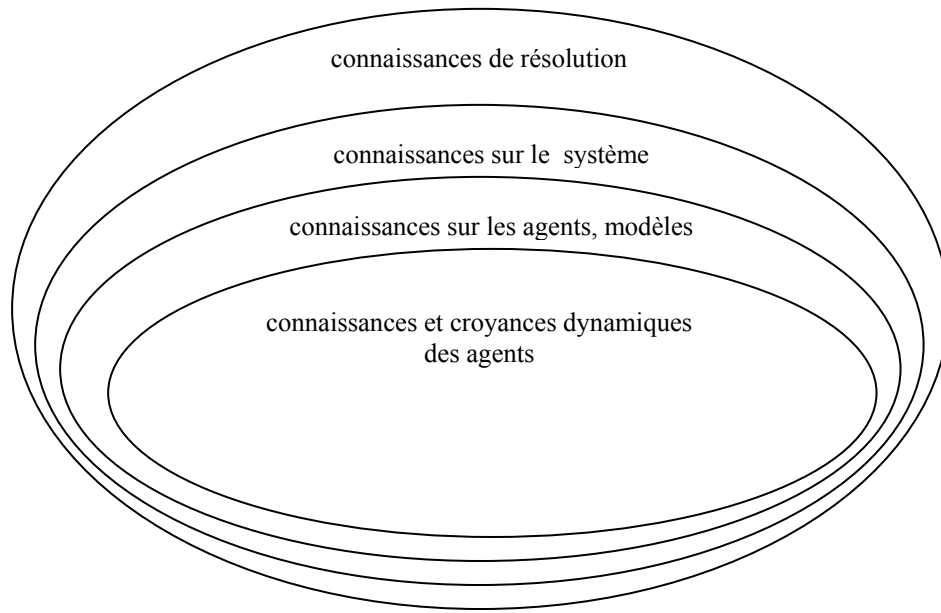 connaissances de résolution
connaissances sur le système
connaissances sur les agents, modèles
connaissances et croyances dynamiques
des agents